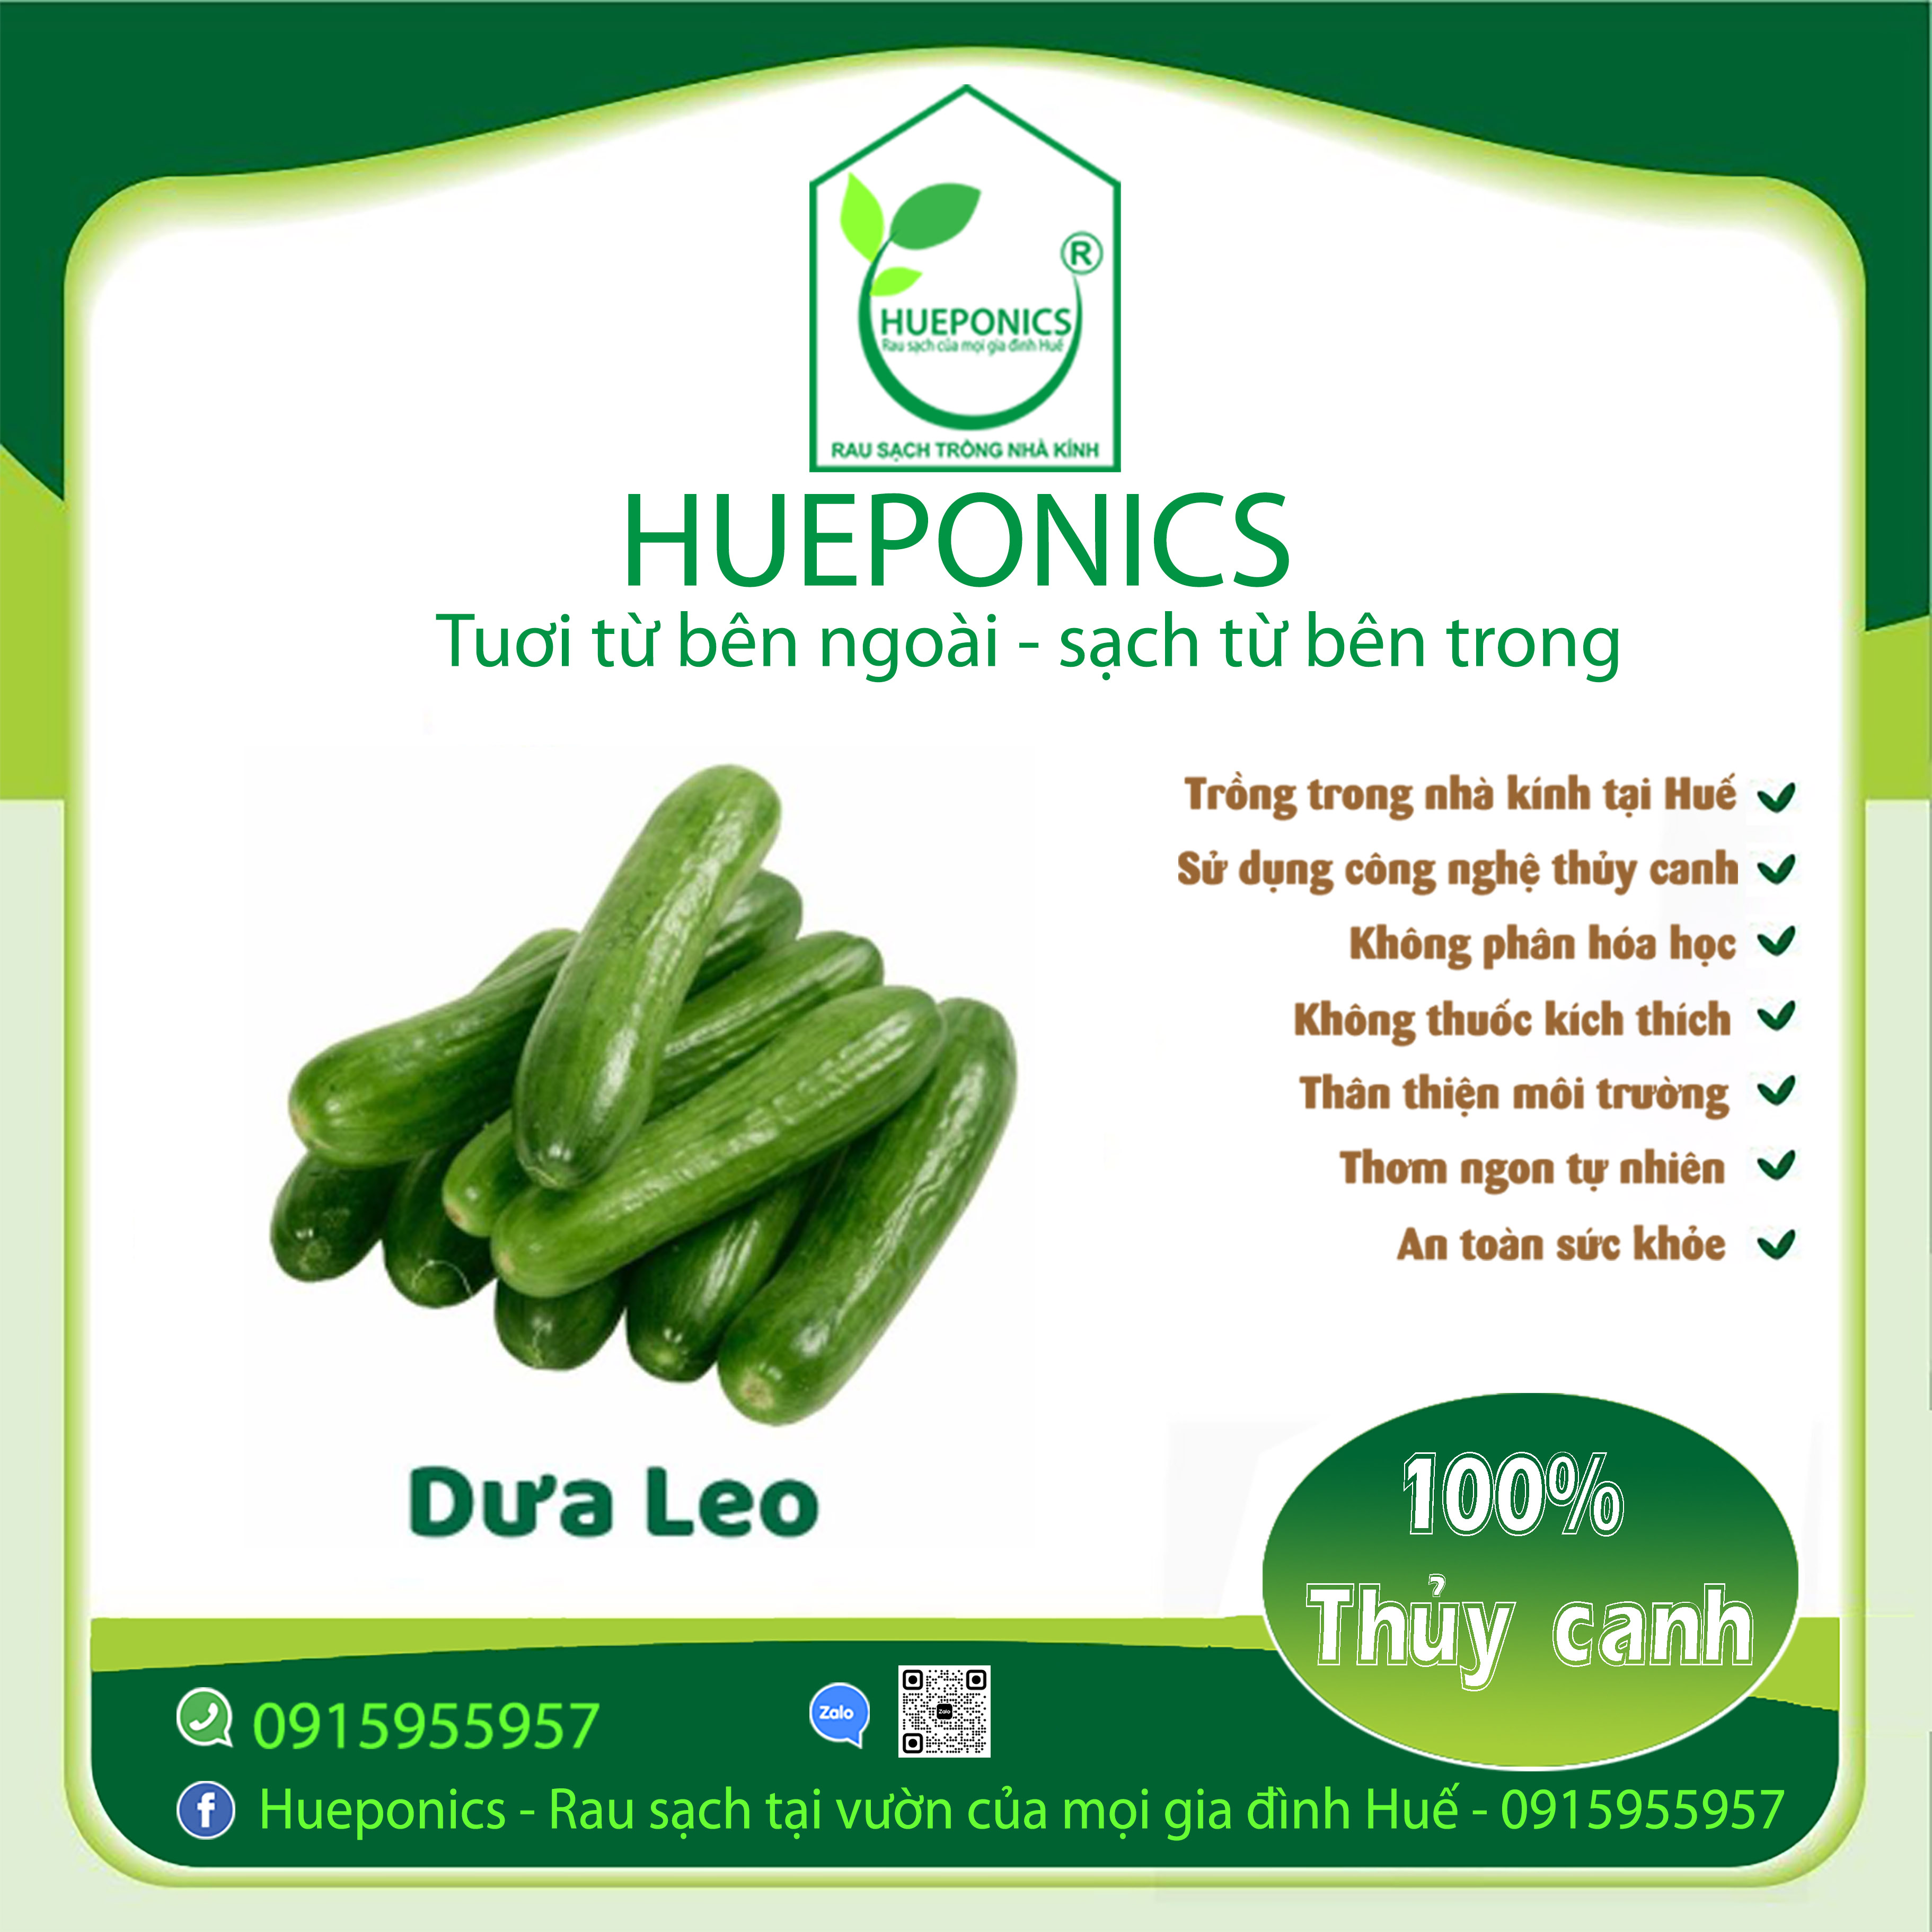 ®
HUEPONICS
Rau sạch của mọi gia đình Huế
RAU SẠCH TRỒNG NHÀ KÍNH
HUEPONICS
Tuơi từ bên ngoài - sạch từ bên trong
Trồng trong nhà kính tại Huế
Sử dụng công nghệ thủy canh
Không phân hóa học
Không thuốc kích thích
Thân thiện môi trường
Thơm ngon tự nhiên
An toàn sức khỏe
Dưa Leo
100%
Thủy canh
0915955957
Zalo
Zalo
Hueponics - Rau sạch tại vườn của mọi gia đình Huế - 0915955957